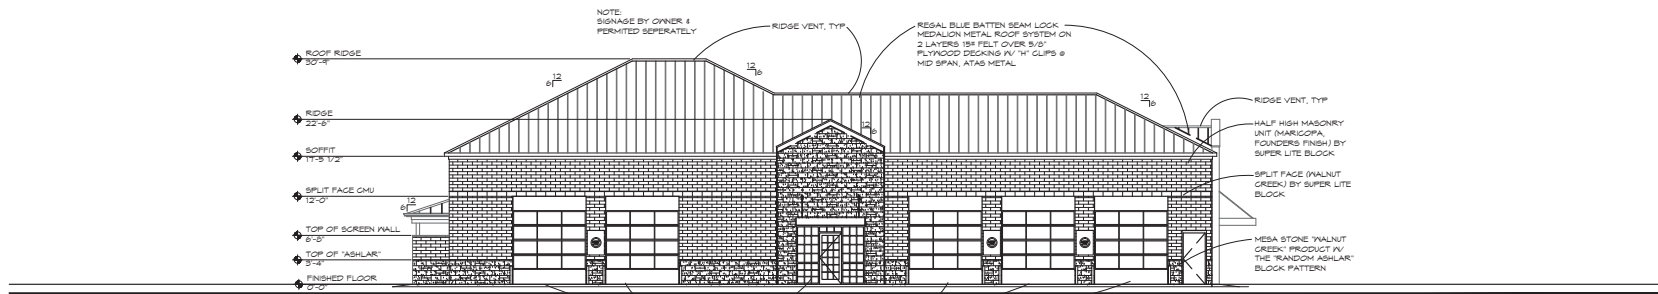 NOTE:
SIGNAGE BY OWNER &
PERMITED SEPERATELY
RIDGE VENT, TYP
REGAL BLUE BATTEN SEAM LOCK
MEDALION METAL ROOF SYSTEM ON
2 LAYERS 15# FELT OVER 5/8"
PLYWOOD DECKING W/ "H" CLIPS @
MID SPAN, ATAS METAL
ROOF RIDGE
30'-9"
RIDGE
22'-6"
SOFFIT
17'-5 1/2"
SPLIT FACE CMU
12'-0"
TOP OF SCREEN WALL
6'-8"
TOP OF "ASHLAR"
3'-4"
FINISHED FLOOR
0'-0"
12
6
12
6
12
6
12
6
12
6
RIDGE VENT, TYP
HALF HIGH MASONRY
UNIT (MARICOPA,
FOUNDERS FINISH) BY
SUPER LITE BLOCK
SPLIT FACE (WALNUT
CREEK) BY SUPER LITE
BLOCK
MESA STONE "WALNUT
CREEK" PRODUCT W/
THE "RANDOM ASHLAR"
BLOCK PATTERN